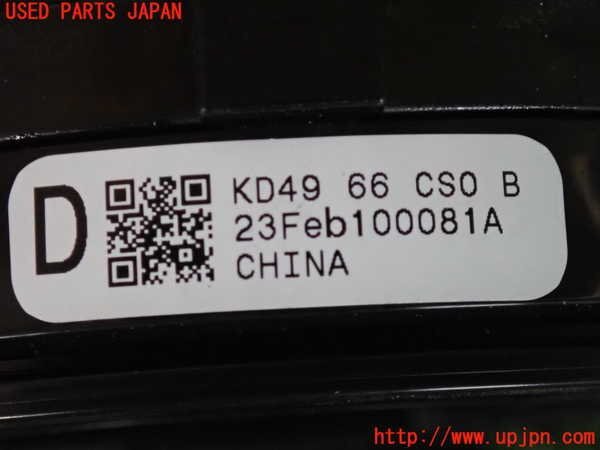 USED PARTS JAPAN
D
KD49 66 CS0 B
23Feb100081A
CHINA
http://www.upjpn.com/